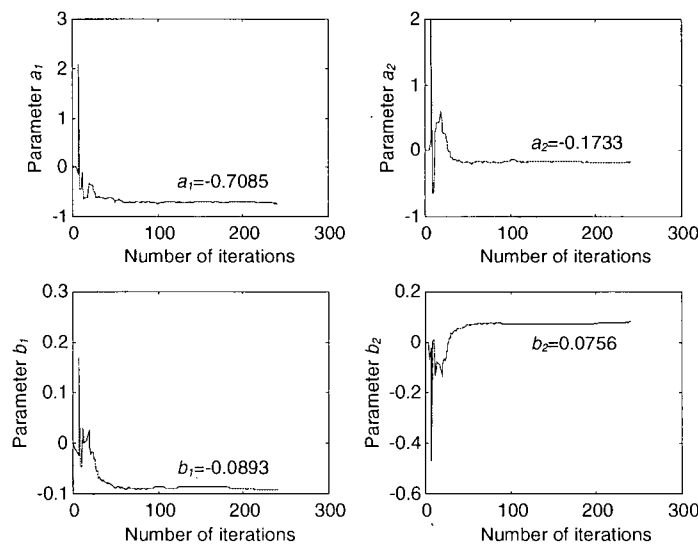 3
2
1
0
-1
Parameter a1
a1=-0.7085
0 100 200 300
Number of iterations
2
1
0
-1
Parameter a2
a2=-0.1733
0 100 200 300
Number of iterations
0.3
0.2
0.1
0
-0.1
Parameter b1
b1=-0.0893
0 100 200 300
Number of iterations
0.2
0
-0.2
-0.4
-0.6
Parameter b2
b2=0.0756
0 100 200 300
Number of iterations